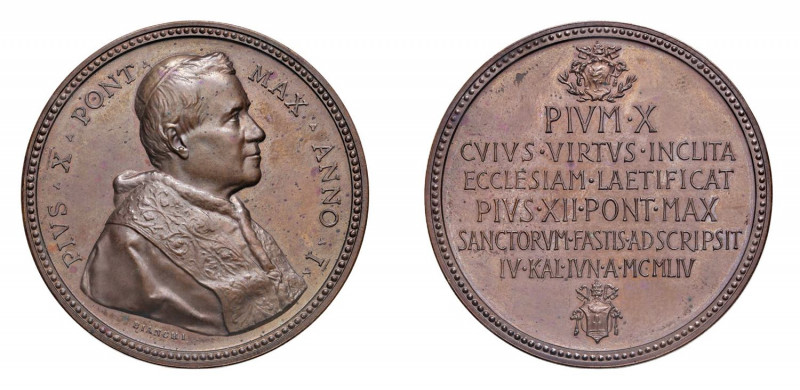 PIVS X PONT MAX ANNO I
BIANCHI
PIVM·X
CVIVS·VIRTVS·INCLITA
ECCLESIAM·LAETIFICAT
PIVS·XII·PONT·MAX
SANCTORVM·FASTIS·ADSCRIPSIT
IV·KAL·JVN·A·MCMLIV